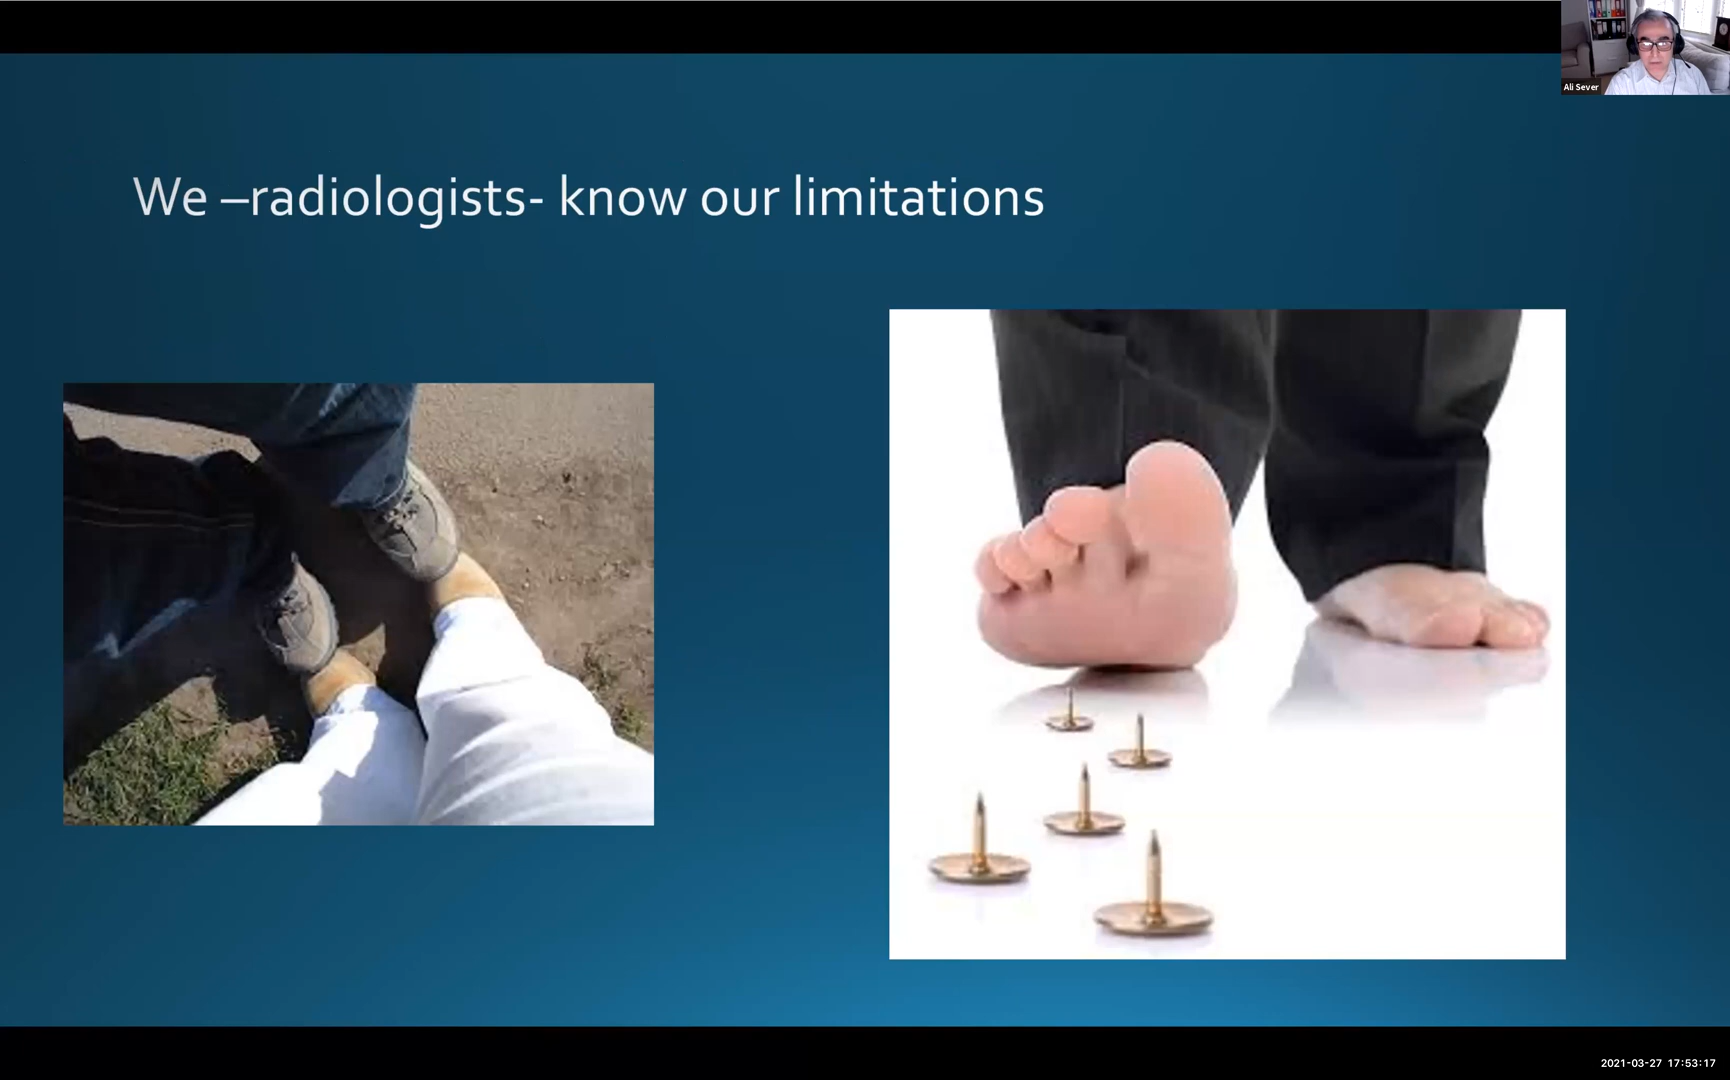 Ali Sever
We –radiologists- know our limitations
2021-03-27 17:53:17